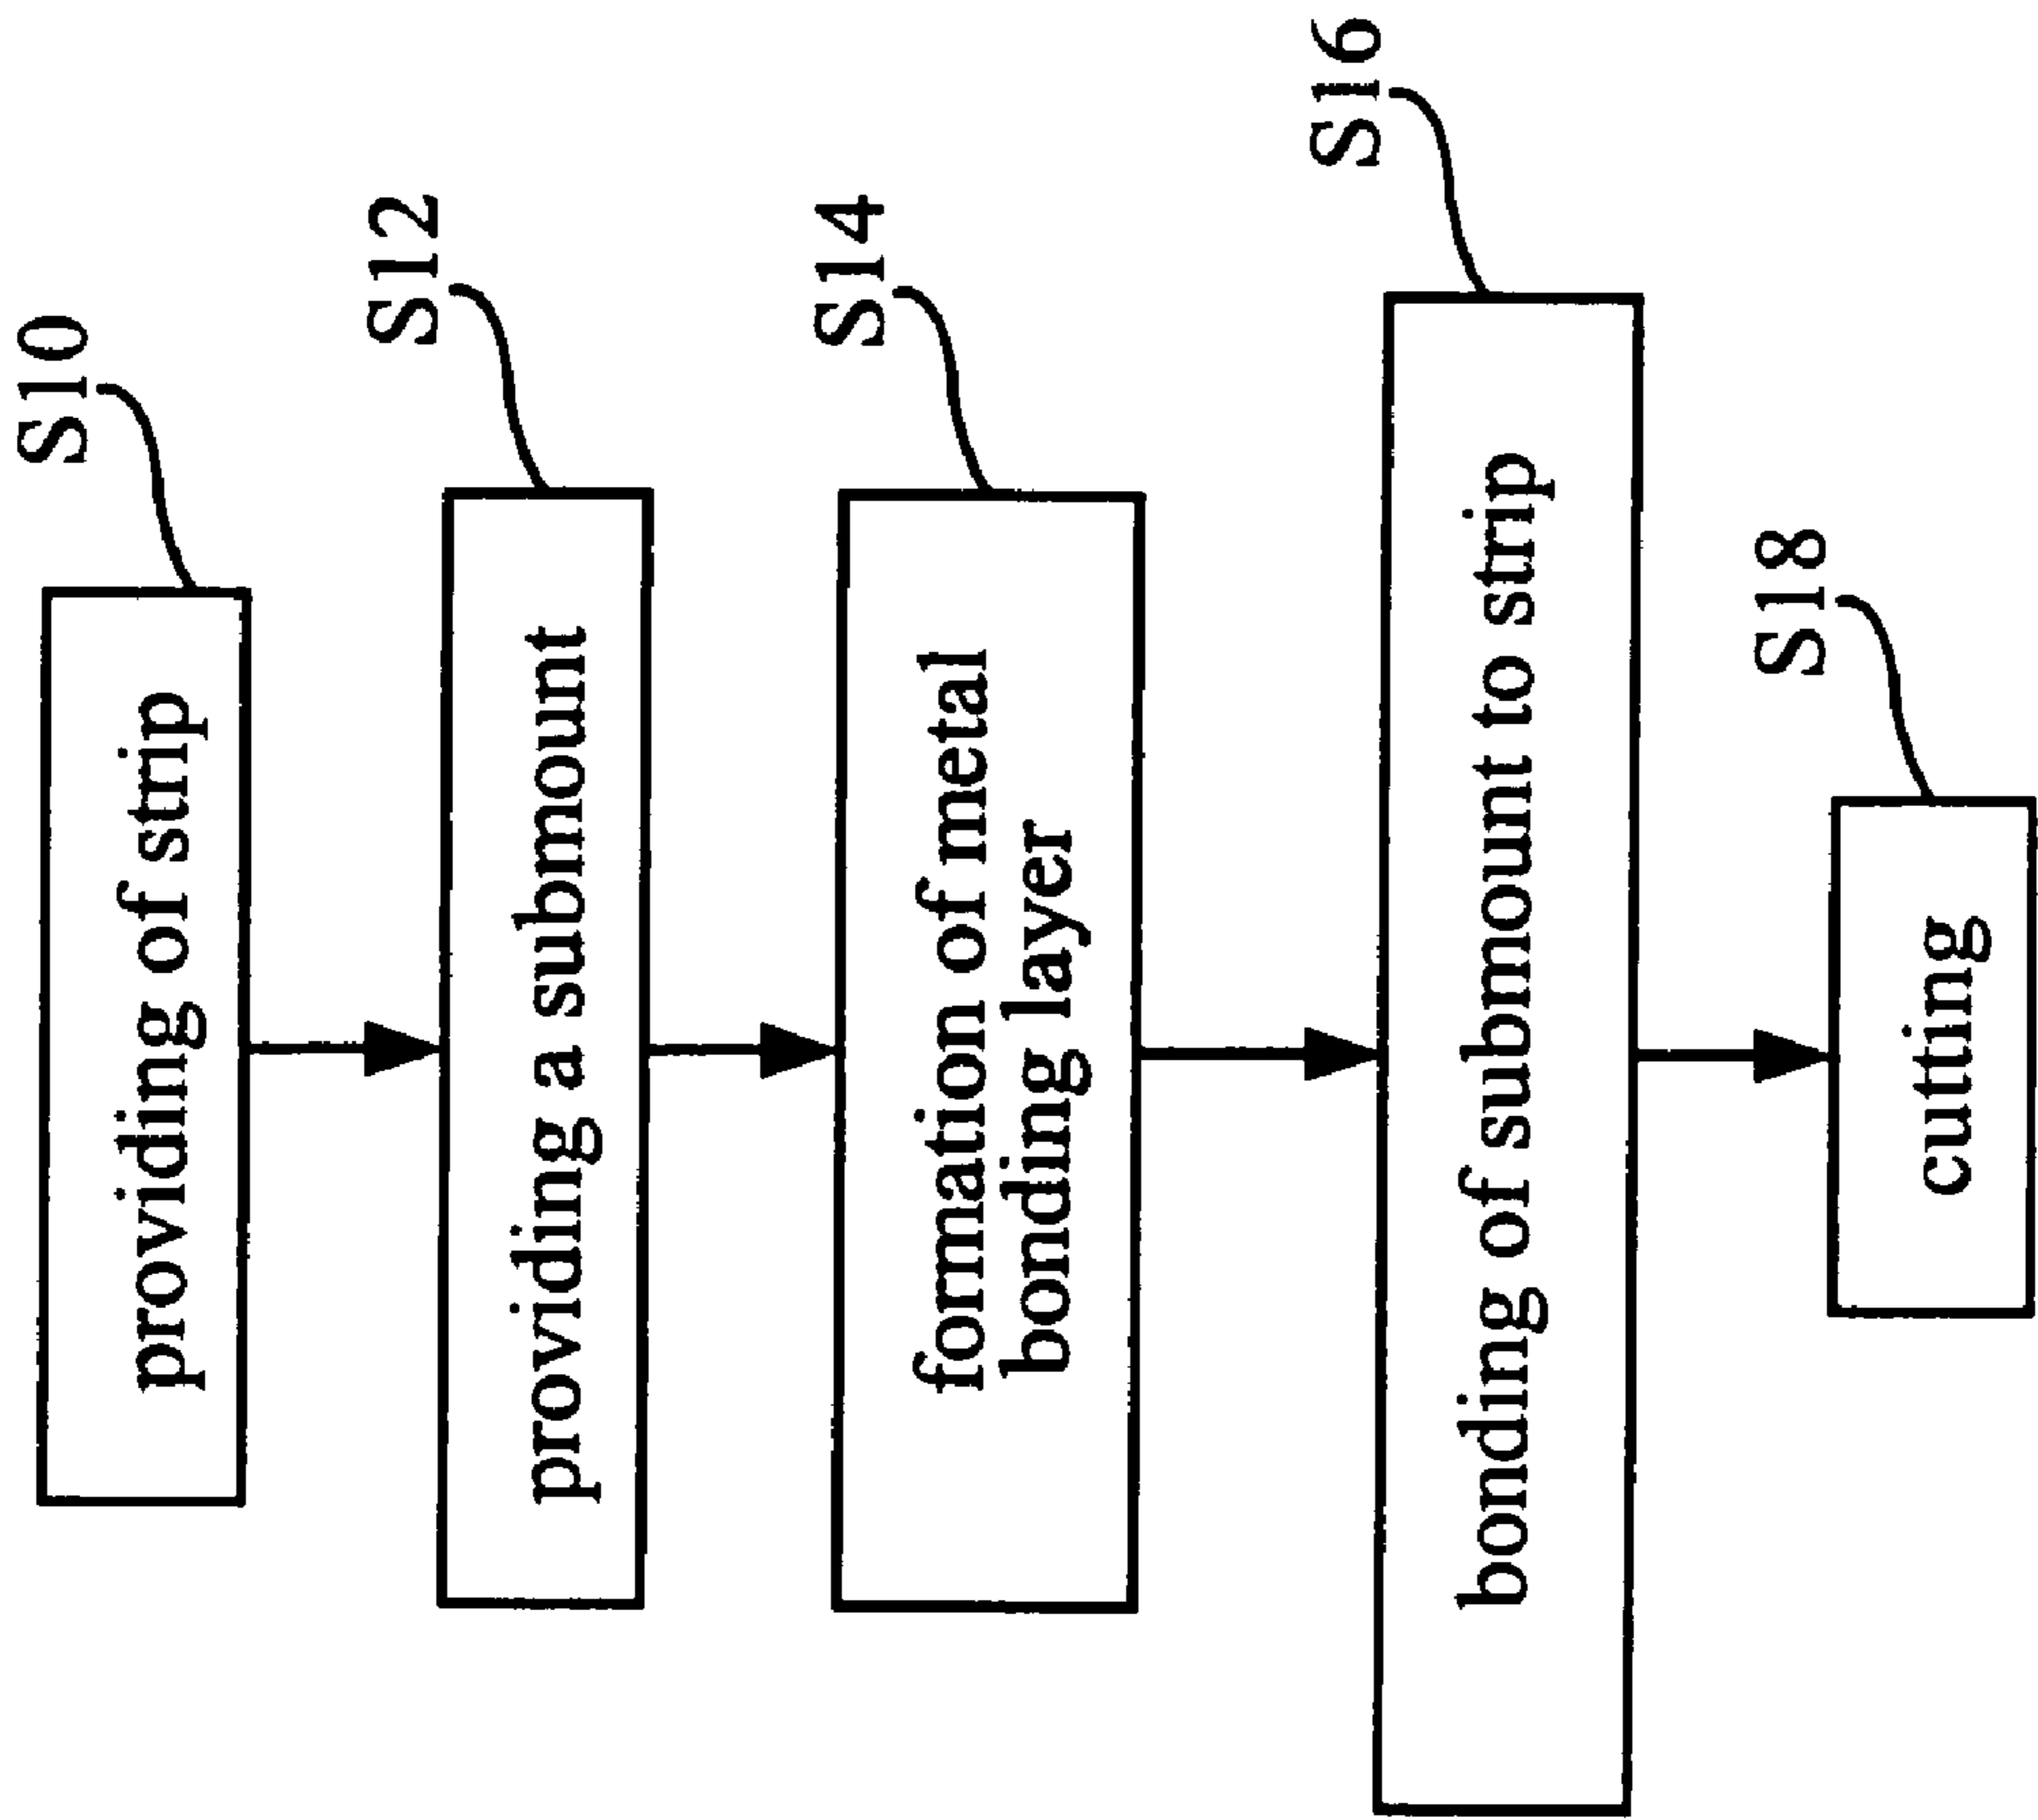 S10
providing of strip
S12
providing a submount
S14
formation of metal
bonding layer
S16
bonding of submount to strip
S18
cutting